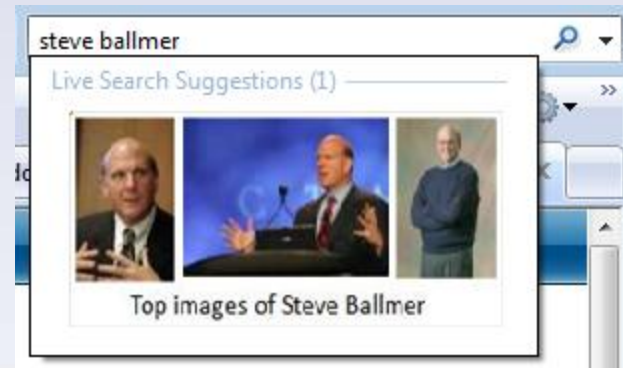 steve ballmer
Live Search Suggestions (1)
Top images of Steve Ballmer